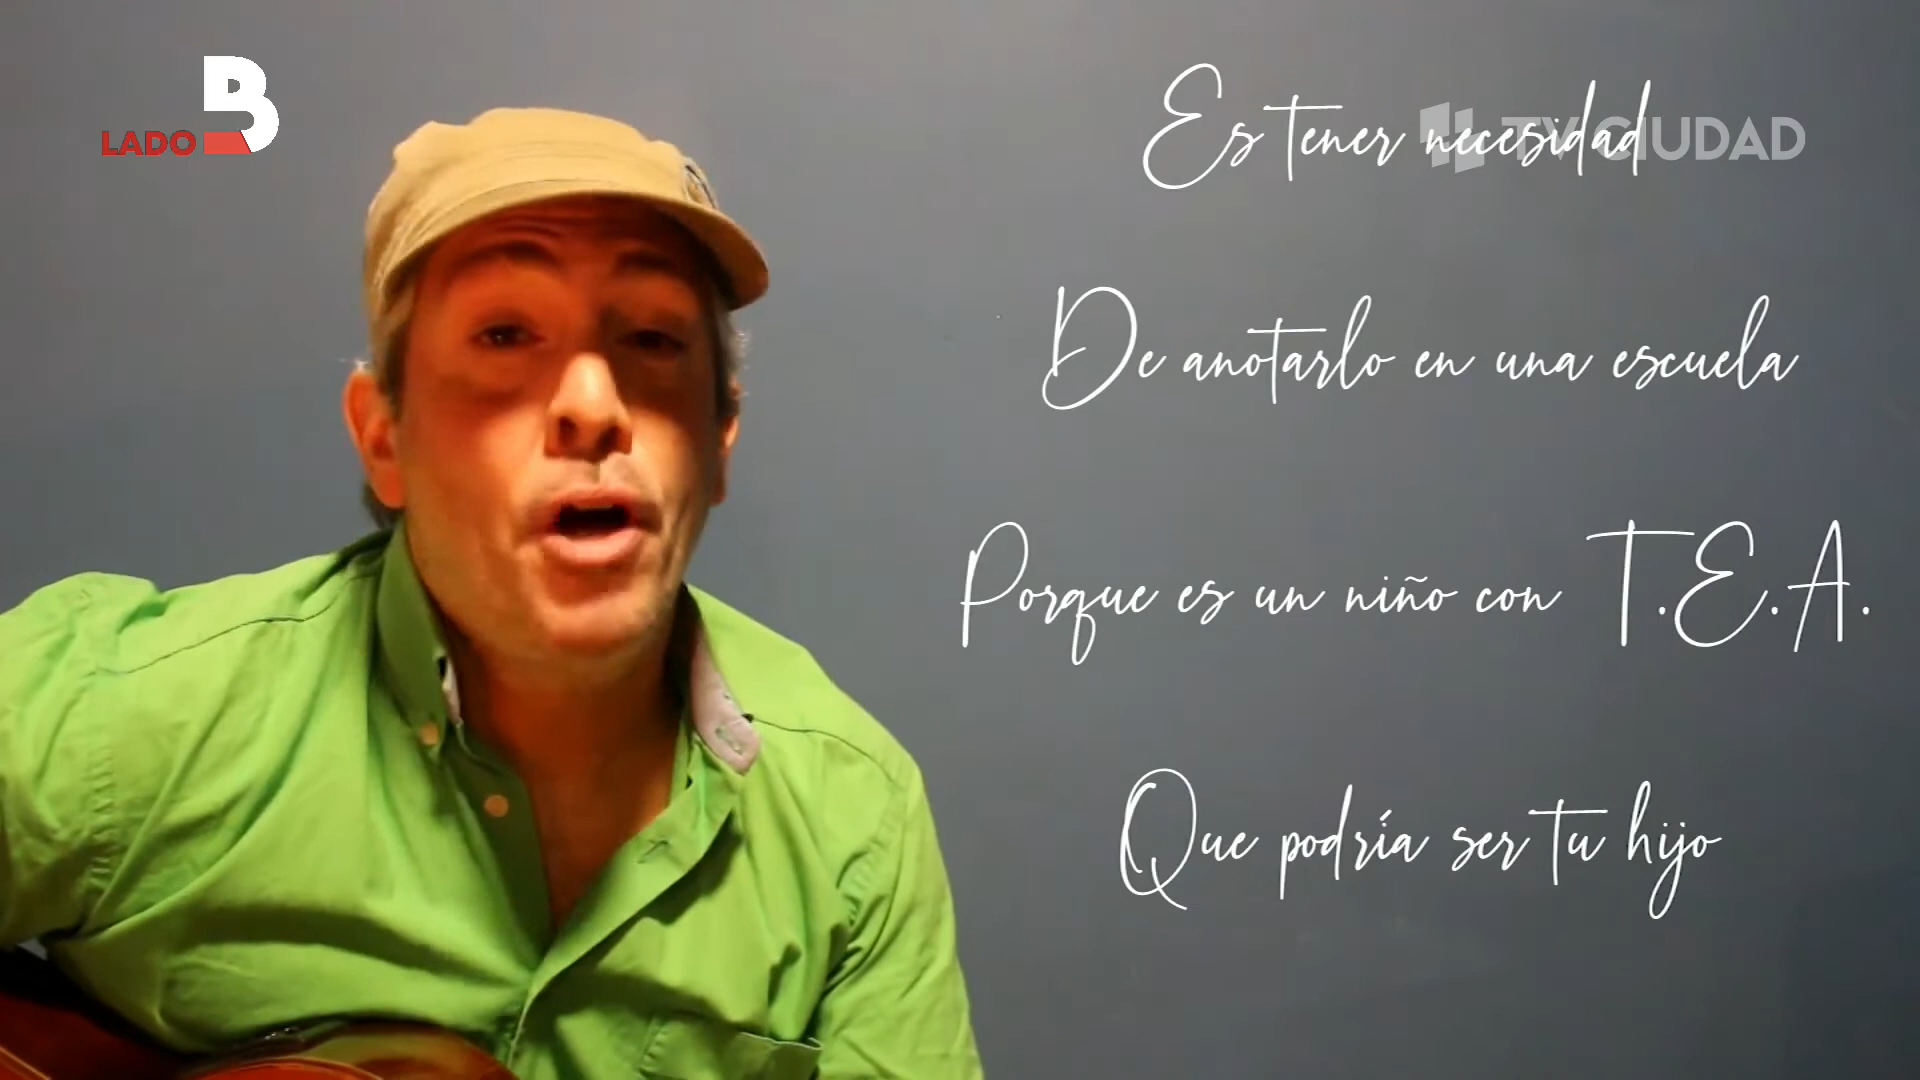 LADO B
TV CIUDAD
Es tener necesidad
De anotarlo en una escuela
Porque es un niño con T.E.A.
Que podría ser tu hijo